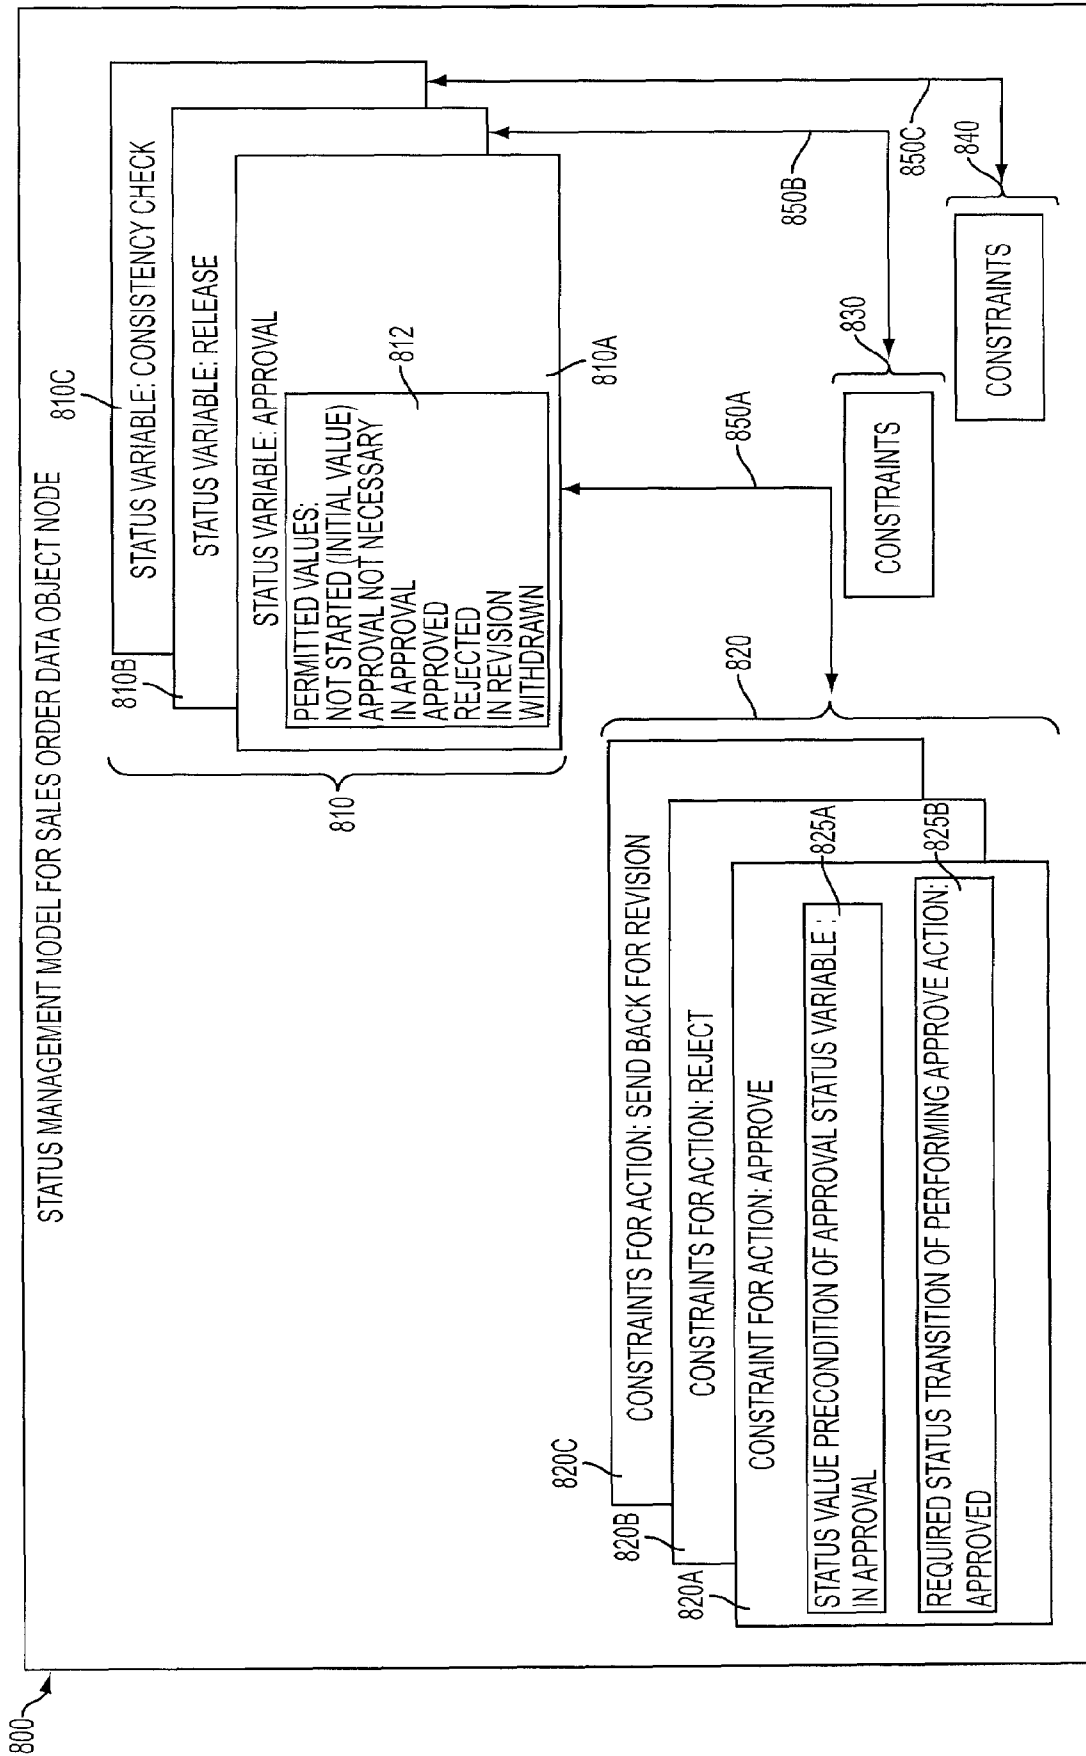 800
STATUS MANAGEMENT MODEL FOR SALES ORDER DATA OBJECT NODE
810C
STATUS VARIABLE: CONSISTENCY CHECK
810B
STATUS VARIABLE: RELEASE
STATUS VARIABLE: APPROVAL
PERMITTED VALUES:
NOT STARTED (INITIAL VALUE)
APPROVAL NOT NECESSARY
IN APPROVAL
APPROVED
REJECTED
IN REVISION
WITHDRAWN
812
810A
810
820C
CONSTRAINTS FOR ACTION: SEND BACK FOR REVISION
820B
CONSTRAINTS FOR ACTION: REJECT
820A
CONSTRAINT FOR ACTION: APPROVE
STATUS VALUE PRECONDITION OF APPROVAL STATUS VARIABLE :
IN APPROVAL
825A
REQUIRED STATUS TRANSITION OF PERFORMING APPROVE ACTION:
APPROVED
825B
820
850A
850B
850C
CONSTRAINTS
830
CONSTRAINTS
840